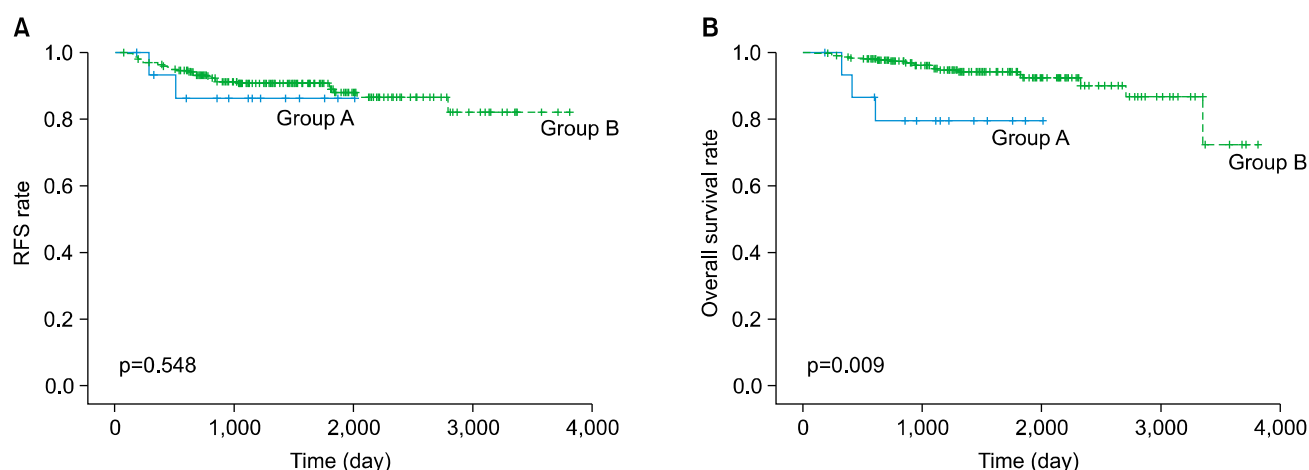 A
1.0
0.8
0.6
0.4
0.2
0.0
RFS rate
Group A
Group B
p=0.548
0
1,000
2,000
3,000
4,000
Time (day)
B
1.0
0.8
0.6
0.4
0.2
0.0
Overall survival rate
Group A
Group B
p=0.009
0
1,000
2,000
3,000
4,000
Time (day)